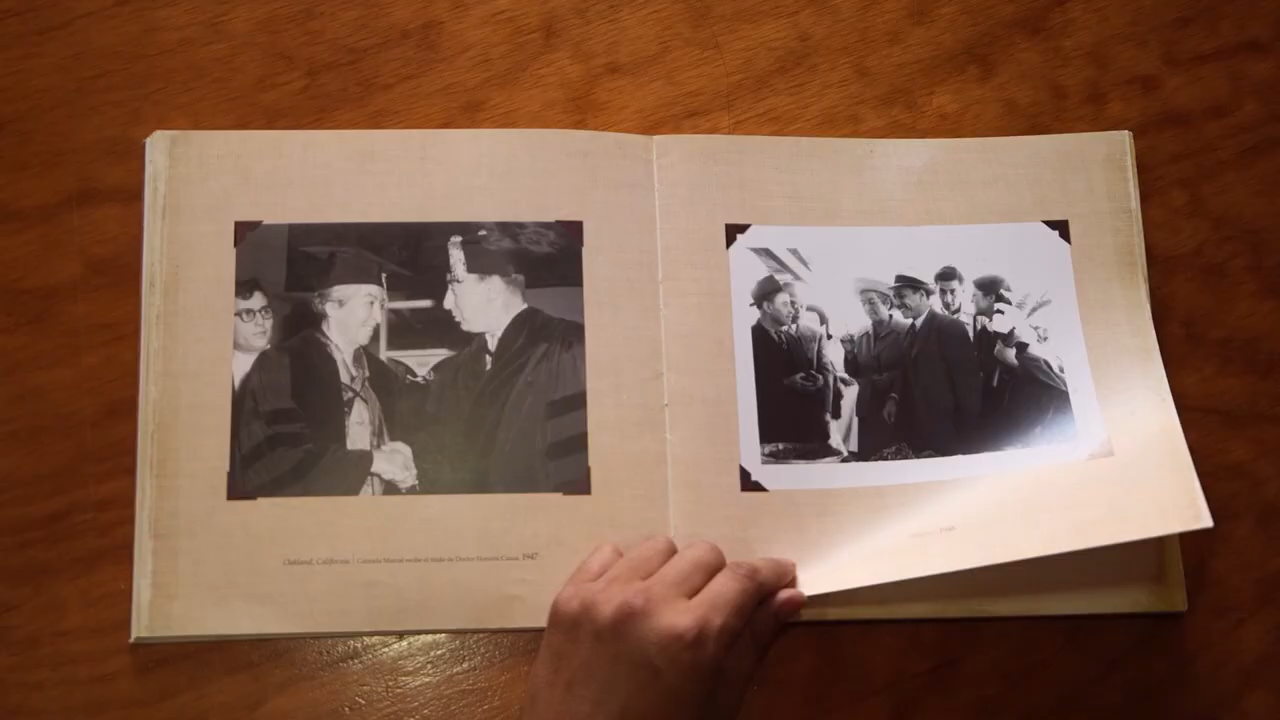 Oakland, California | Gabriela Mistral recibe el título de Doctor Honoris Causa, 1947